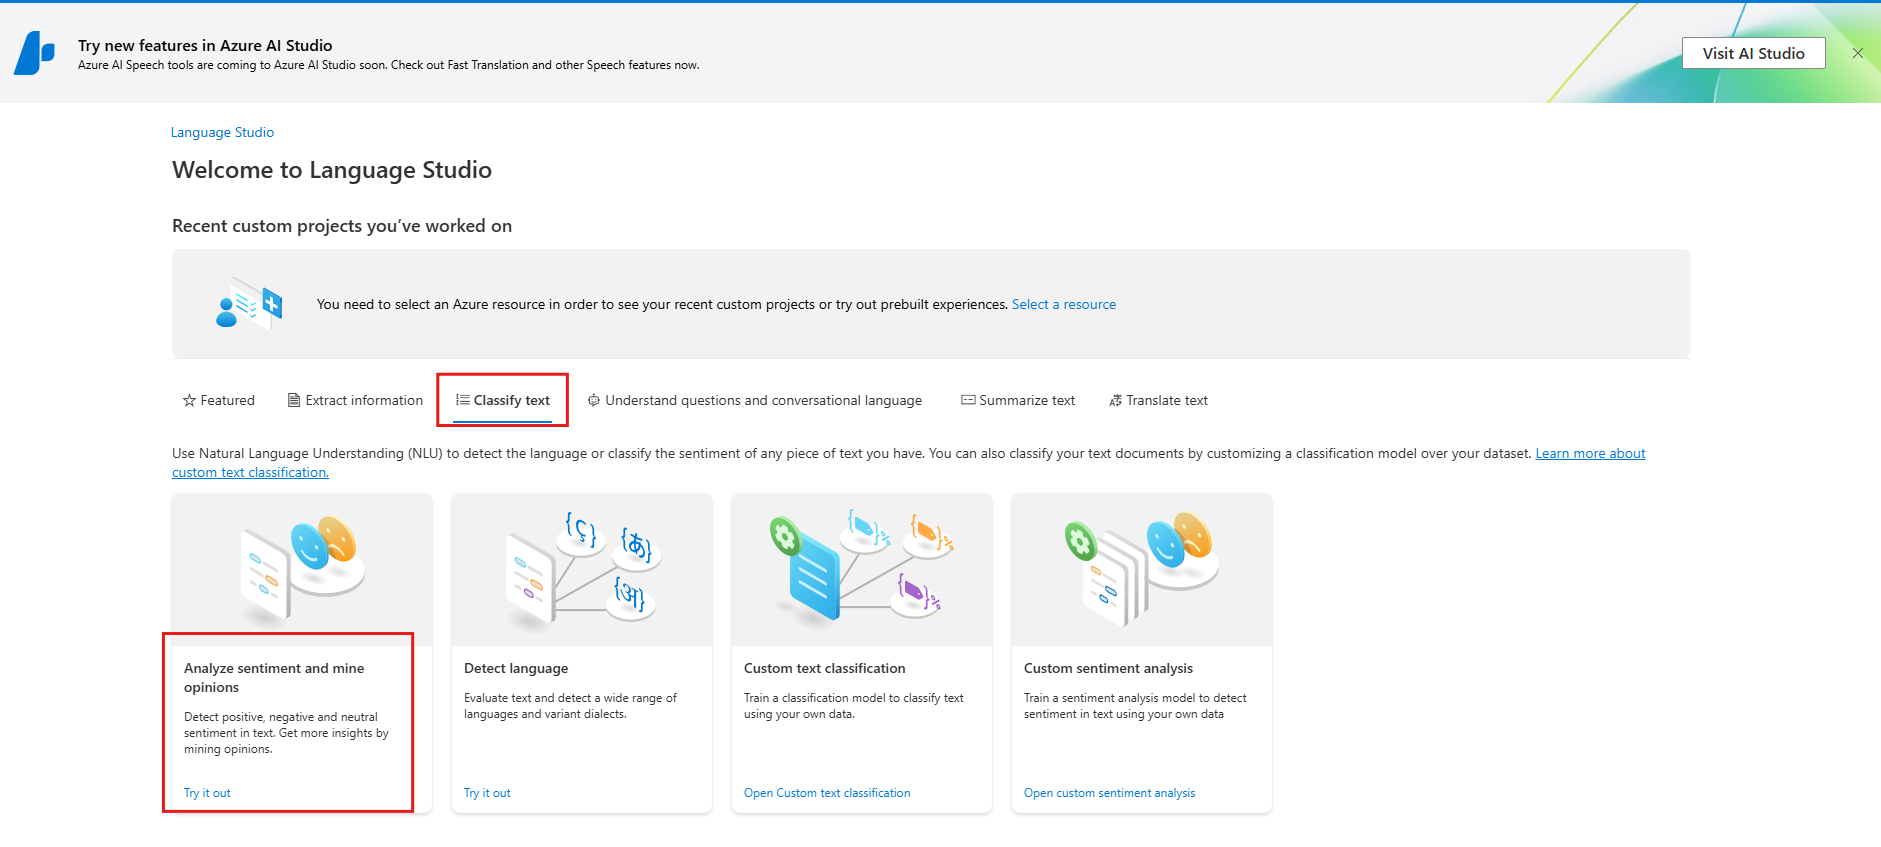 Try new features in Azure AI Studio
Azure AI Speech tools are coming to Azure AI Studio soon. Check out Fast Translation and other Speech features now.
Visit AI Studio
Language Studio
Welcome to Language Studio
Recent custom projects you've worked on
You need to select an Azure resource in order to see your recent custom projects or try out prebuilt experiences. Select a resource
Featured
Extract information
Classify text
Understand questions and conversational language
Summarize text
Translate text
Use Natural Language Understanding (NLU) to detect the language or classify the sentiment of any piece of text you have. You can also classify your text documents by customizing a classification model over your dataset. Learn more about
custom text classification.
Analyze sentiment and mine
opinions
Detect positive, negative and neutral
sentiment in text. Get more insights by
mining opinions.
Try it out
{あ}
{अ}
Detect language
Evaluate text and detect a wide range of
languages and variant dialects.
Try it out
Custom text classification
Train a classification model to classify text
using your own data.
Open Custom text classification
Custom sentiment analysis
Train a sentiment analysis model to detect
sentiment in text using your own data
Open custom sentiment analysis